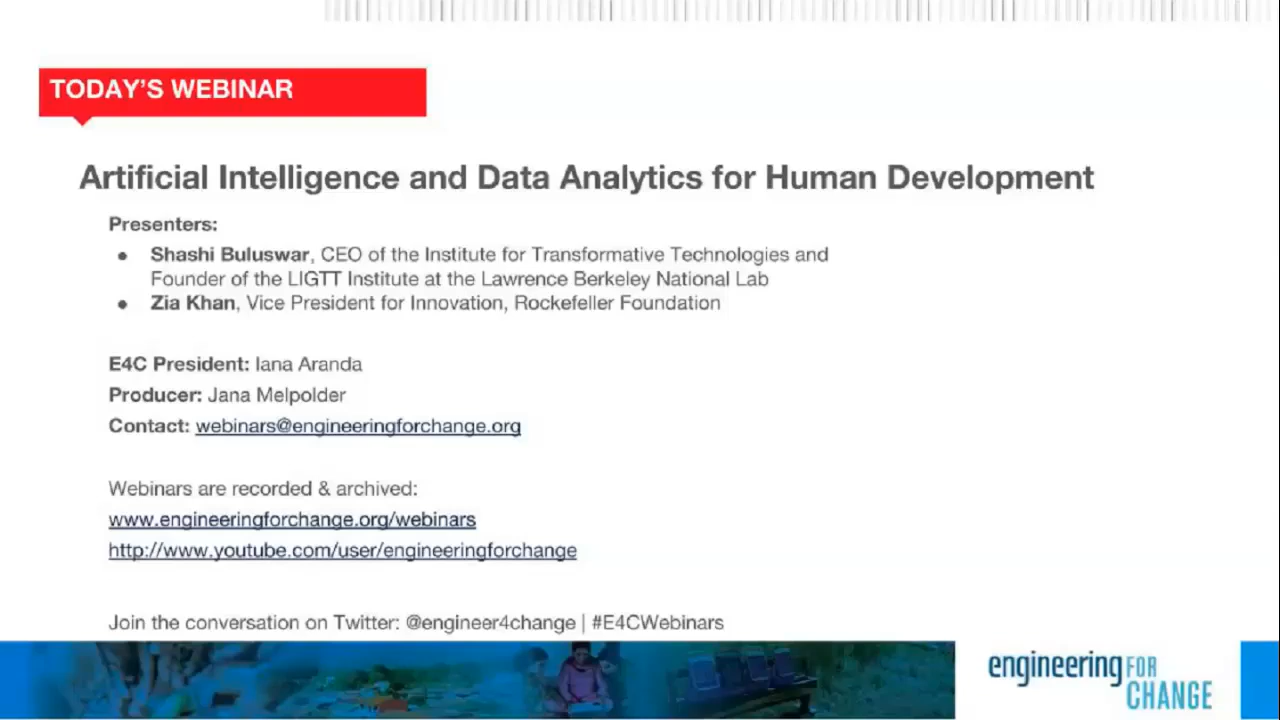 TODAY'S WEBINAR
Artificial Intelligence and Data Analytics for Human Development
Presenters:
● Shashi Buluswar, CEO of the Institute for Transformative Technologies and
Founder of the LIGTT Institute at the Lawrence Berkeley National Lab
● Zia Khan, Vice President for Innovation, Rockefeller Foundation
E4C President: Iana Aranda
Producer: Jana Melpolder
Contact: webinars@engineeringforchange.org
Webinars are recorded & archived:
www.engineeringforchange.org/webinars
http://www.youtube.com/user/engineeringforchange
Join the conversation on Twitter: @engineer4change | #E4CWebinars
engineering FOR
CHANGE